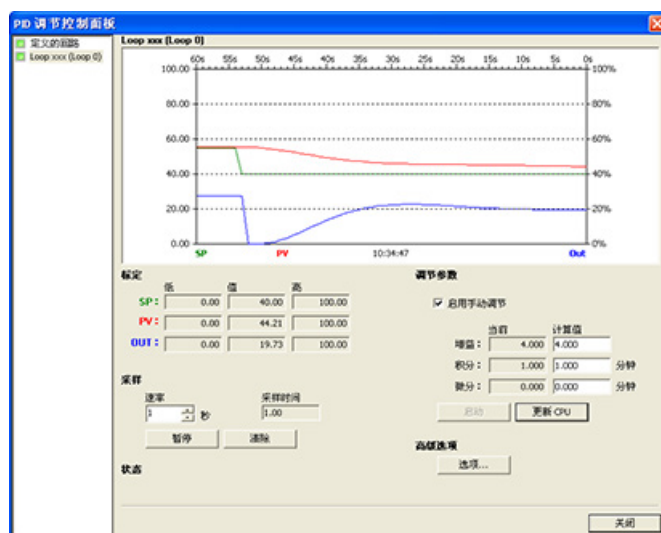 PID 调节控制面板
定义的回路
Loop xxx (Loop 0)
Loop xxx (Loop 0)
60s 55s 50s 45s 40s 35s 30s 25s 20s 15s 10s 5s 0s
100.00 100%
80.00 80%
60.00 60%
40.00 40%
20.00 20%
0.00 0%
SP PV 10:34:47 Out
标定
低 值 高
SP: 0.00 40.00 100.00
PV: 0.00 44.21 100.00
OUT: 0.00 19.73 100.00
采样
速率 采样时间
1 秒 1.00
暂停 清除
状态
调节参数
启用手动调节
当前 计算值
增益: 4.000 4.000
积分: 1.000 1.000 分钟
微分: 0.000 0.000 分钟
启动 更新 CPU
高级选项
选项...
关闭